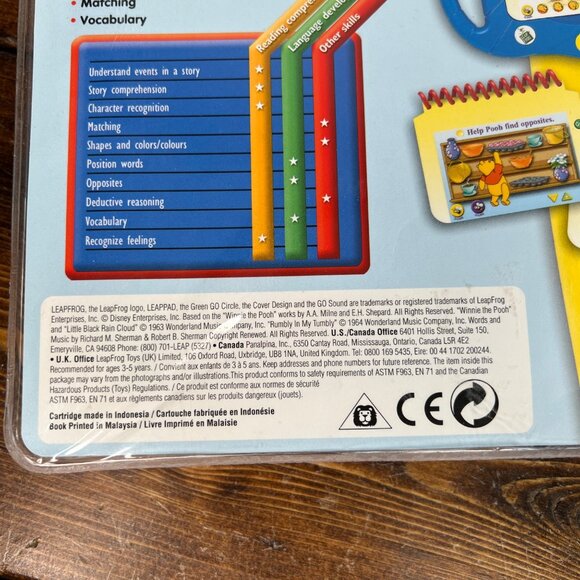 • Matching
• Vocabulary
Reading compre
Language develo
Other skills
Understand events in a story
Story comprehension
Character recognition
Matching
Shapes and colors/colours
Position words
Opposites
Deductive reasoning
Vocabulary
Recognize feelings
Help Pooh find opposites.
LEAPFROG, the LeapFrog logo, LEAPPAD, the Green GO Circle, the Cover Design and the GO Sound are trademarks or registered trademarks of LeapFrog
Enterprises, Inc. © Disney Enterprises, Inc. Based on the "Winnie the Pooh" works by A.A. Milne and E.H. Shepard. All Rights Reserved. "Winnie the Pooh"
and "Little Black Rain Cloud" © 1963 Wonderland Music Company, Inc. "Rumbly In My Tumbly" © 1964 Wonderland Music Company, Inc. Words and
Music by Richard M. Sherman & Robert B. Sherman Copyright Renewed. All Rights Reserved. U.S./Canada Office 6401 Hollis Street, Suite 150,
Emeryville, CA 94608 Phone: (800) 701-LEAP (5327) • Canada Panalpina, Inc., 6350 Cantay Road, Mississauga, Ontario, Canada L5R 4E2
• U.K. Office LeapFrog Toys (UK) Limited, 106 Oxford Road, Uxbridge, UB8 1NA, United Kingdom, Tel: 0800 169 5435, Eire: 00 44 1702 200244 .
Recommended for ages 3-5 years. / Convient aux enfants de 3 à 5 ans. Keep addresses and phone numbers for future reference. The item inside this
package may vary from the photographs and/or illustrations.This product conforms to safety requirements of ASTM F963, EN 71 and the Canadian
Hazardous Products (Toys) Regulations. / Ce produit est conforme aux normes de sécurité
ASTM F963, EN 71 et aux règlements canadiens sur les produits dangereux (jouets).
Cartridge made in Indonesia / Cartouche fabriquée en Indonésie
Book Printed in Malaysia / Livre Imprimé en Malaisie
CE